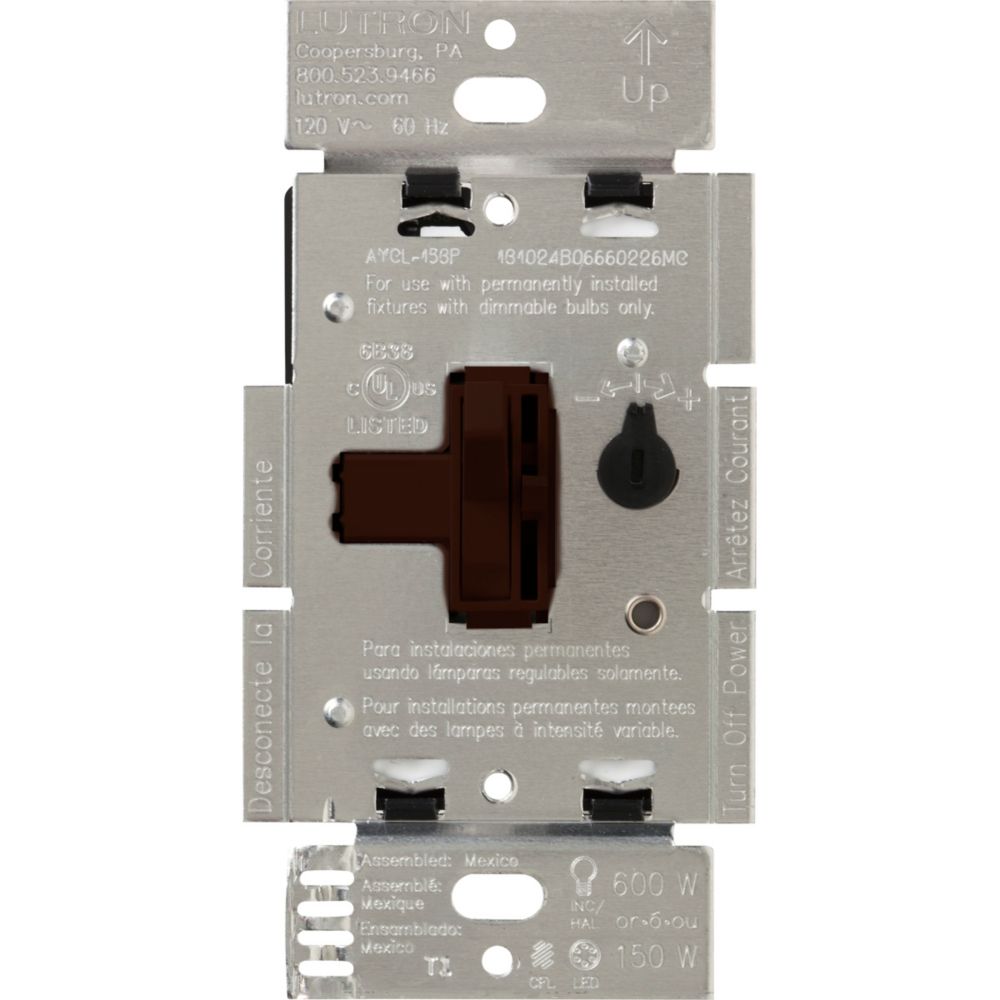 LUTRON
Coopersburg, PA
800.523.9466
lutron.com
120 V~ 60 Hz
Up
AYCL-153P 161024B06660226MC
For use with permanently installed
fixtures with dimmable bulbs only.
6B38
C UL US
LISTED
- +
Desconecte la Corriente
Turn Off Power Arrêtez Courant
Para instalaciones permanentes
usando lámparas regulables solamente.
Pour installations permanentes montees
avec des lampes à intensité variable.
Assembled: Mexico
Assemblé:
Mexique
Ensamblado:
Mexico
T1
INC/
HAL
600 W
or•ó•ou
CFL LED
150 W